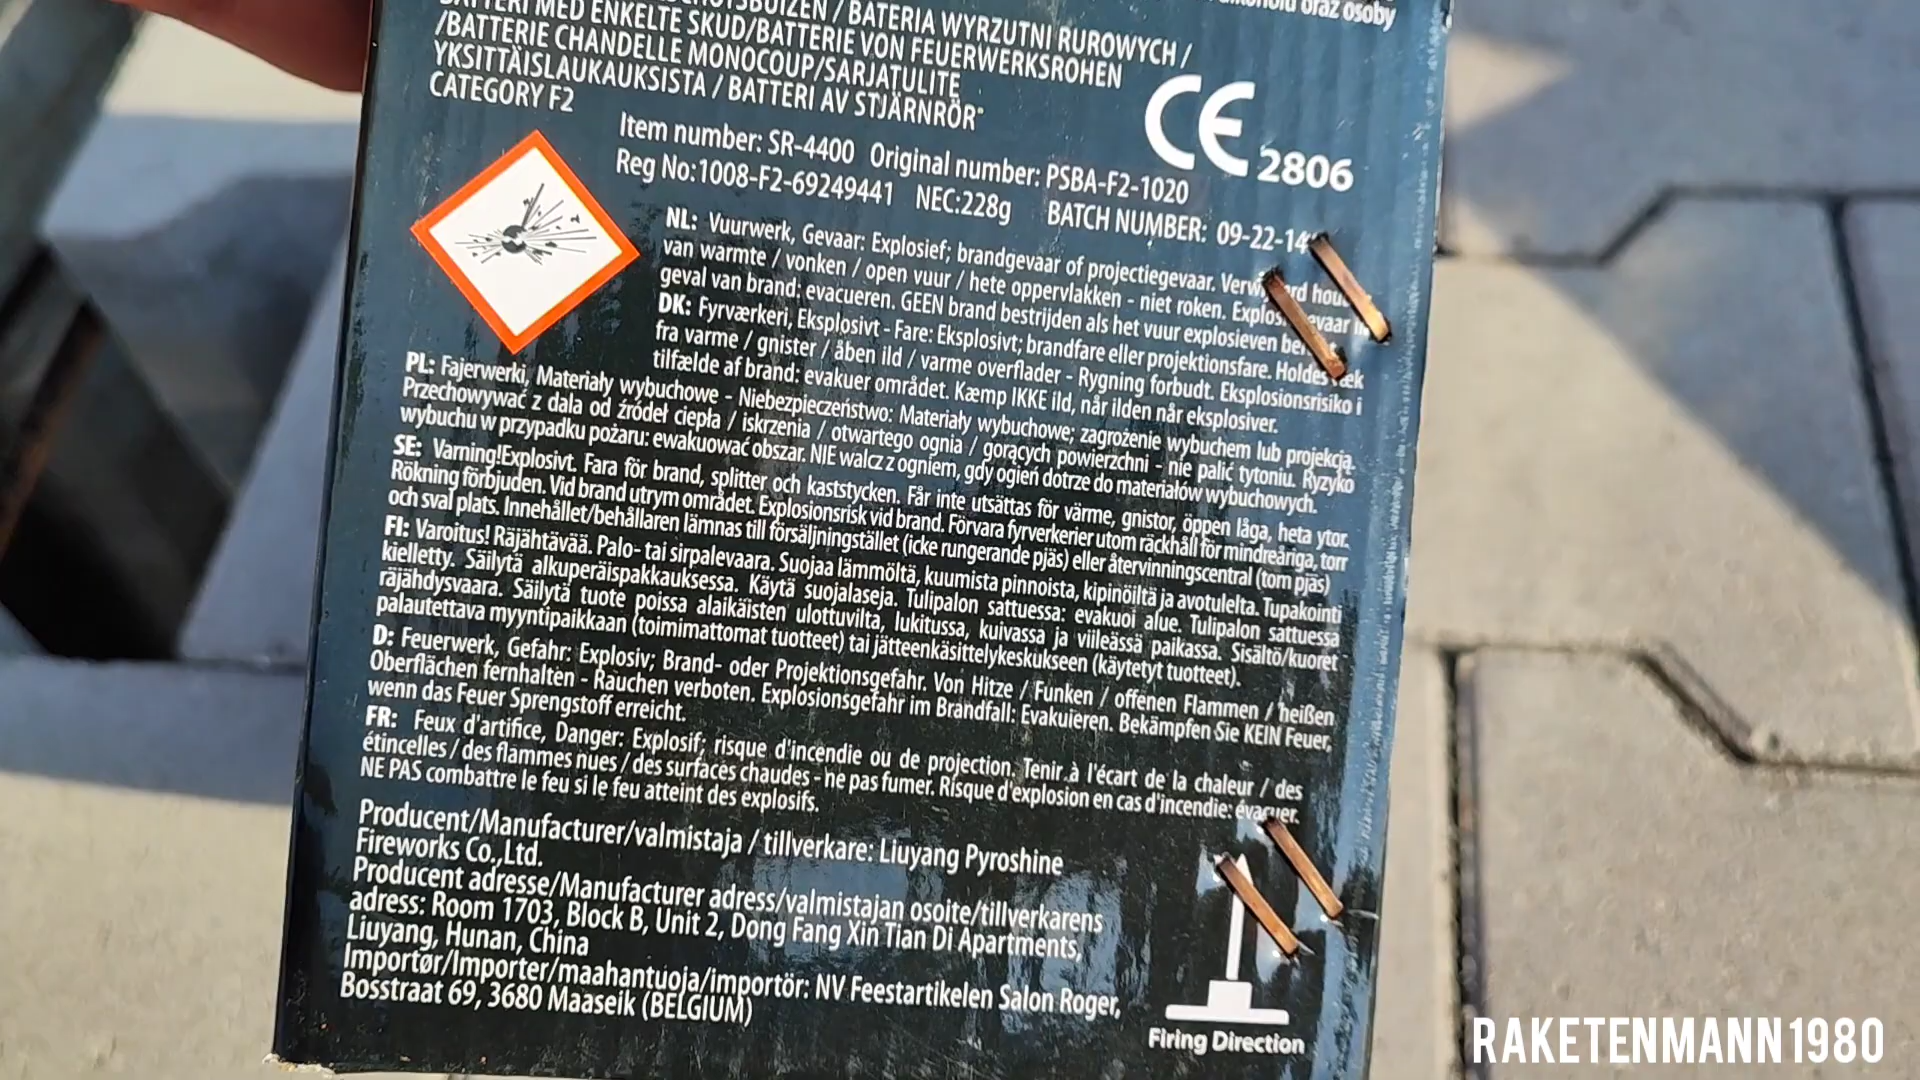 oraz osoby
/ BATERIA WYRZUTNI RUROWYCH /
BATTERI MED ENKELTE SKUD/BATTERIE VON FEUERWERKSROHEN
/BATTERIE CHANDELLE MONOCOUP/SARJATULITE
YKSITTÄISLAUKAUKSISTA / BATTERI AV STJÄRNRÖR"
CATEGORY F2
CE 2806
Item number: SR-4400 Original number: PSBA-F2-1020
Reg No:1008-F2-69249441 NEC:228g BATCH NUMBER: 09-22-14
NL: Vuurwerk, Gevaar: Explosief; brandgevaar of projectiegevaar.
van warmte / vonken / open vuur / hete oppervlakken - niet roken.
geval van brand: evacueren. GEEN brand bestrijden als het vuur explosieven
DK: Fyrværkeri, Eksplosivt - Fare: Eksplosivt; brandfare eller projektionsfare. Holdes
fra varme / gnister / åben ild / varme overflader - Rygning forbudt. Eksplosionsrisiko i
tilfælde af brand: evakuer området. Kæmp IKKE ild, når ilden når eksplosiver.
PL: Fajerwerki, Materiały wybuchowe - Niebezpieczeństwo: Materiały wybuchowe; zagrożenie wybuchem lub projekcją.
Przechowywać z dala od źródeł ciepła / iskrzenia / otwartego ognia / gorących powierzchni - nie palić tytoniu. Ryzyko
wybuchu w przypadku pożaru: ewakuować obszar. NIE walcz z ogniem, gdy ogień dotrze do materiałów wybuchowych.
SE: Varning!Explosivt. Fara för brand, splitter och kaststycken. Får inte utsättas för värme, gnistor, öppen låga, heta ytor.
Rökning förbjuden. Vid brand utrym området. Explosionsrisk vid brand. Förvara fyrverkerier utom räckhåll för mindreåriga, torr
och sval plats. Innehållet/behållaren lämnas till försäljningstället (icke rungerande pjäs) eller återvinningscentral (tom pjäs)
FI: Varoitus! Räjähtävää. Palo- tai sirpalevaara. Suojaa lämmöltä, kuumista pinnoista, kipinöiltä ja avotulelta. Tupakointi
kielletty. Säilytä alkuperäispakkauksessa. Käytä suojalaseja. Tulipalon sattuessa: evakuoi alue. Tulipalon sattuessa
räjähdysvaara. Säilytä tuote poissa alaikäisten ulottuvilta, lukitussa, kuivassa ja viileässä paikassa. Sisältö/kuoret
palautettava myyntipaikkaan (toimimattomat tuotteet) tai jätteenkäsittelykeskukseen (käytetyt tuotteet).
D: Feuerwerk, Gefahr: Explosiv; Brand- oder Projektionsgefahr. Von Hitze / Funken / offenen Flammen / heißen
Oberflächen fernhalten - Rauchen verboten. Explosionsgefahr im Brandfall: Evakuieren. Bekämpfen Sie KEIN Feuer,
wenn das Feuer Sprengstoff erreicht.
FR: Feux d'artifice, Danger: Explosif; risque d'incendie ou de projection. Tenir à l'écart de la chaleur / des
étincelles / des flammes nues / des surfaces chaudes - ne pas fumer. Risque d'explosion en cas d'incendie: évacuer.
NE PAS combattre le feu si le feu atteint des explosifs.
Producent/Manufacturer/valmistaja / tillverkare: Liuyang Pyroshine
Fireworks Co.,Ltd.
Producent adresse/Manufacturer adress/valmistajan osoite/tillverkarens
adress: Room 1703, Block B, Unit 2, Dong Fang Xin Tian Di Apartments,
Liuyang, Hunan, China
Importør/Importer/maahantuoja/importör: NV Feestartikelen Salon Roger,
Bosstraat 69, 3680 Maaseik (BELGIUM)
Firing Direction
RAKETENMANN1980